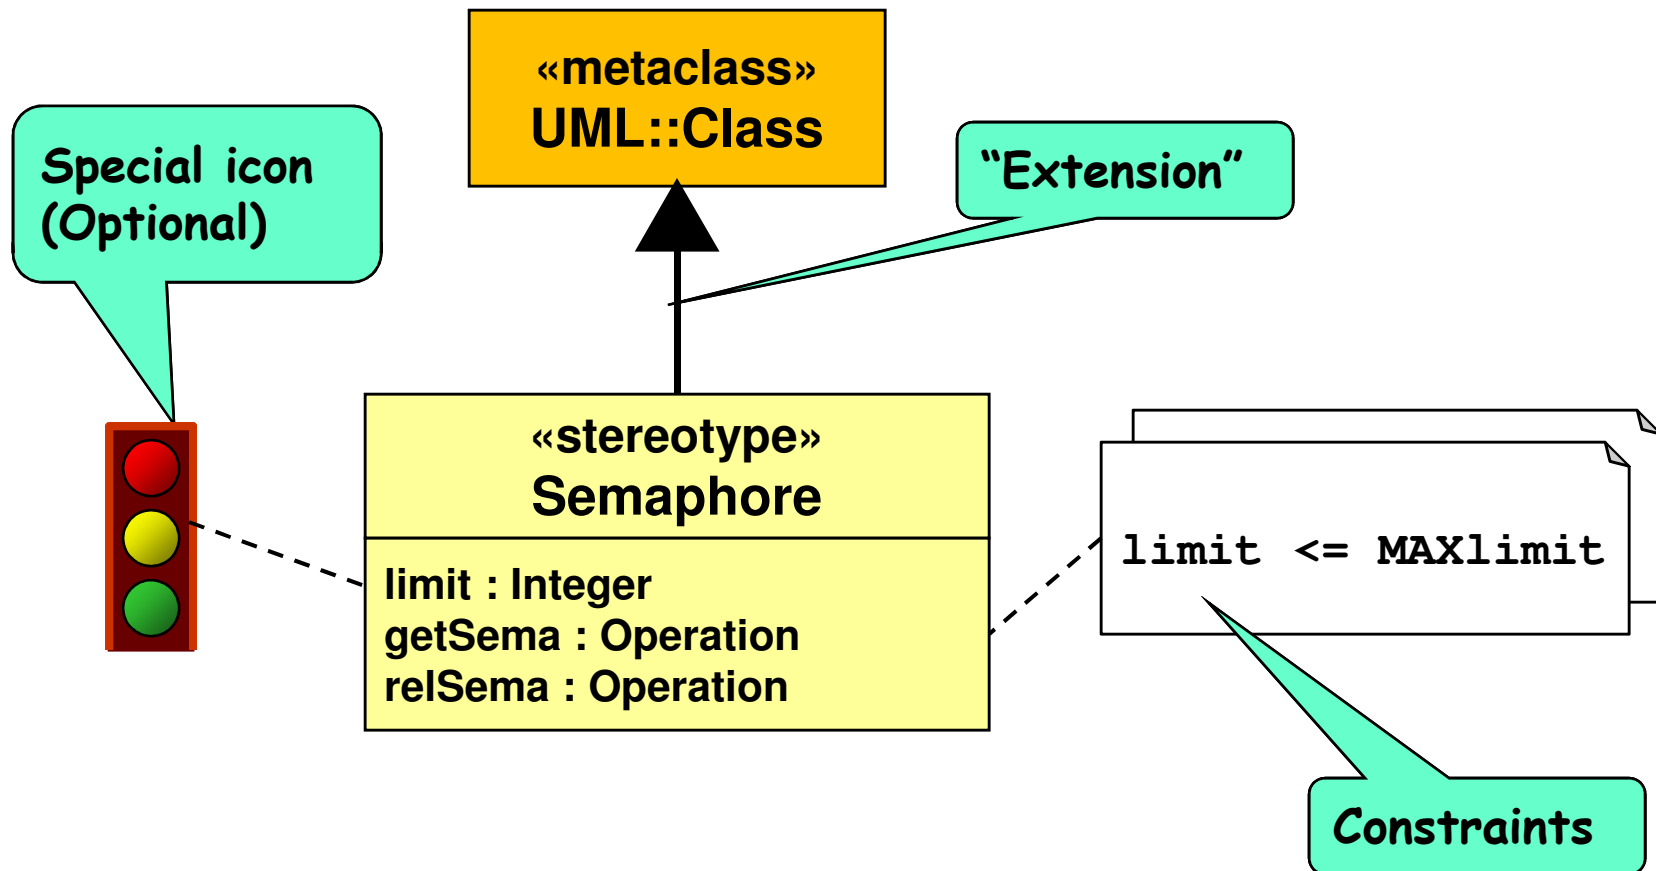 «metaclass»
UML::Class
Special icon
(Optional)
“Extension”
«stereotype»
Semaphore
limit : Integer
getSema : Operation
relSema : Operation
limit <= MAXlimit
Constraints